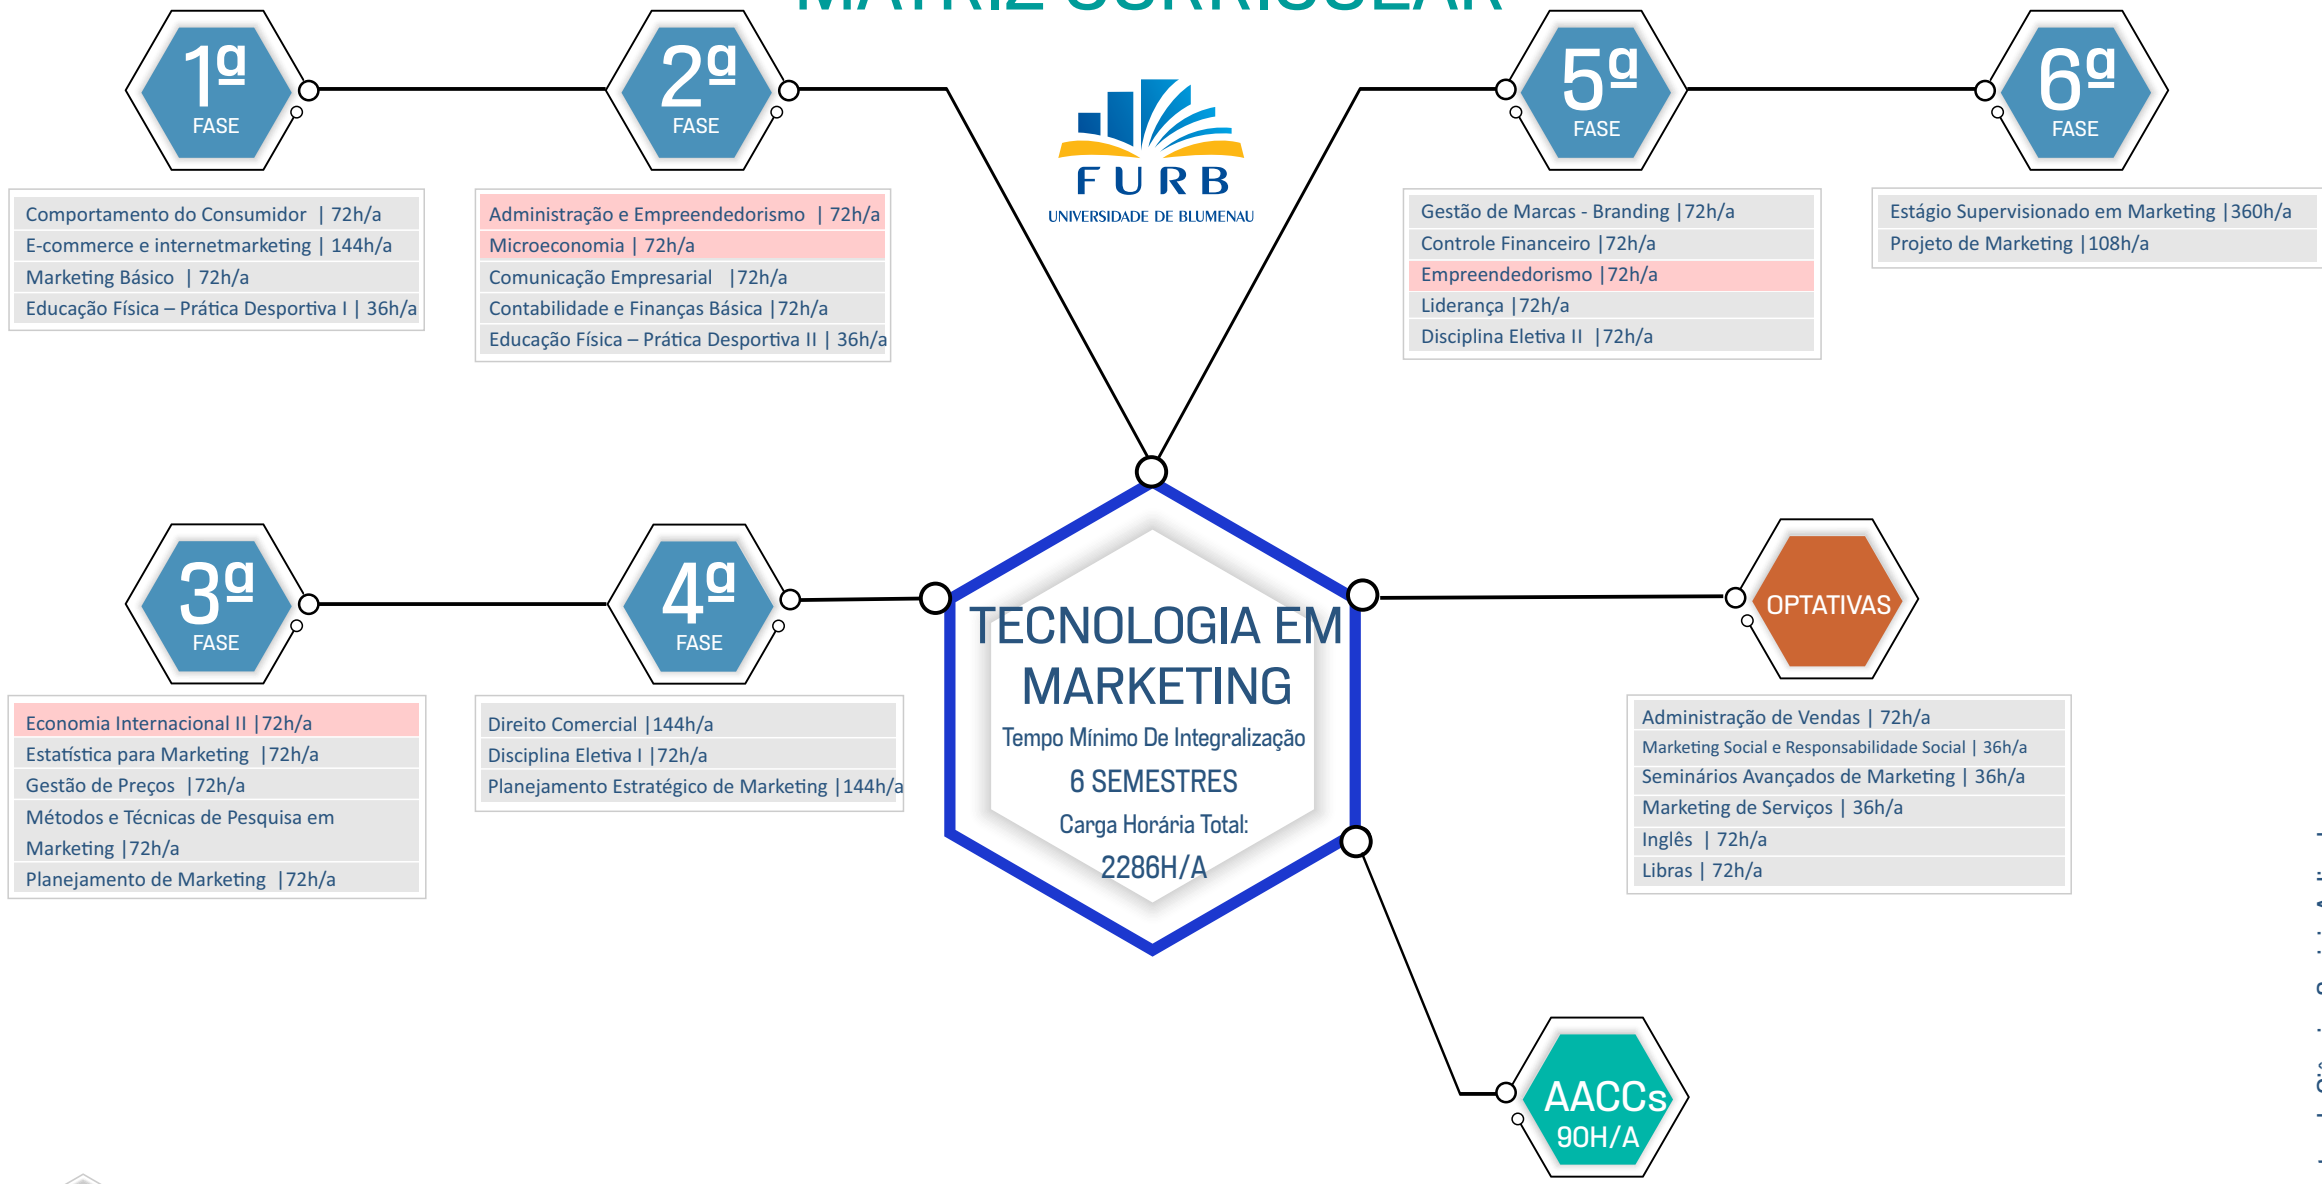 MATRIZ CURRICULAR
1ª
FASE
Comportamento do Consumidor | 72h/a
E-commerce e internetmarketing | 144h/a
Marketing Básico | 72h/a
Educação Física – Prática Desportiva I | 36h/a
2ª
FASE
Administração e Empreendedorismo | 72h/a
Microeconomia | 72h/a
Comunicação Empresarial |72h/a
Contabilidade e Finanças Básica |72h/a
Educação Física – Prática Desportiva II | 36h/a
FURB
UNIVERSIDADE DE BLUMENAU
5ª
FASE
Gestão de Marcas - Branding |72h/a
Controle Financeiro |72h/a
Empreendedorismo |72h/a
Liderança |72h/a
Disciplina Eletiva II |72h/a
6ª
FASE
Estágio Supervisionado em Marketing |360h/a
Projeto de Marketing |108h/a
3ª
FASE
Economia Internacional II |72h/a
Estatística para Marketing |72h/a
Gestão de Preços |72h/a
Métodos e Técnicas de Pesquisa em
Marketing |72h/a
Planejamento de Marketing |72h/a
4ª
FASE
Direito Comercial |144h/a
Disciplina Eletiva I |72h/a
Planejamento Estratégico de Marketing |144h/a
TECNOLOGIA EM
MARKETING
Tempo Mínimo De Integralização
6 SEMESTRES
Carga Horária Total:
2286H/A
OPTATIVAS
Administração de Vendas | 72h/a
Marketing Social e Responsabilidade Social | 36h/a
Seminários Avançados de Marketing | 36h/a
Marketing de Serviços | 36h/a
Inglês | 72h/a
Libras | 72h/a
AACCs
90H/A